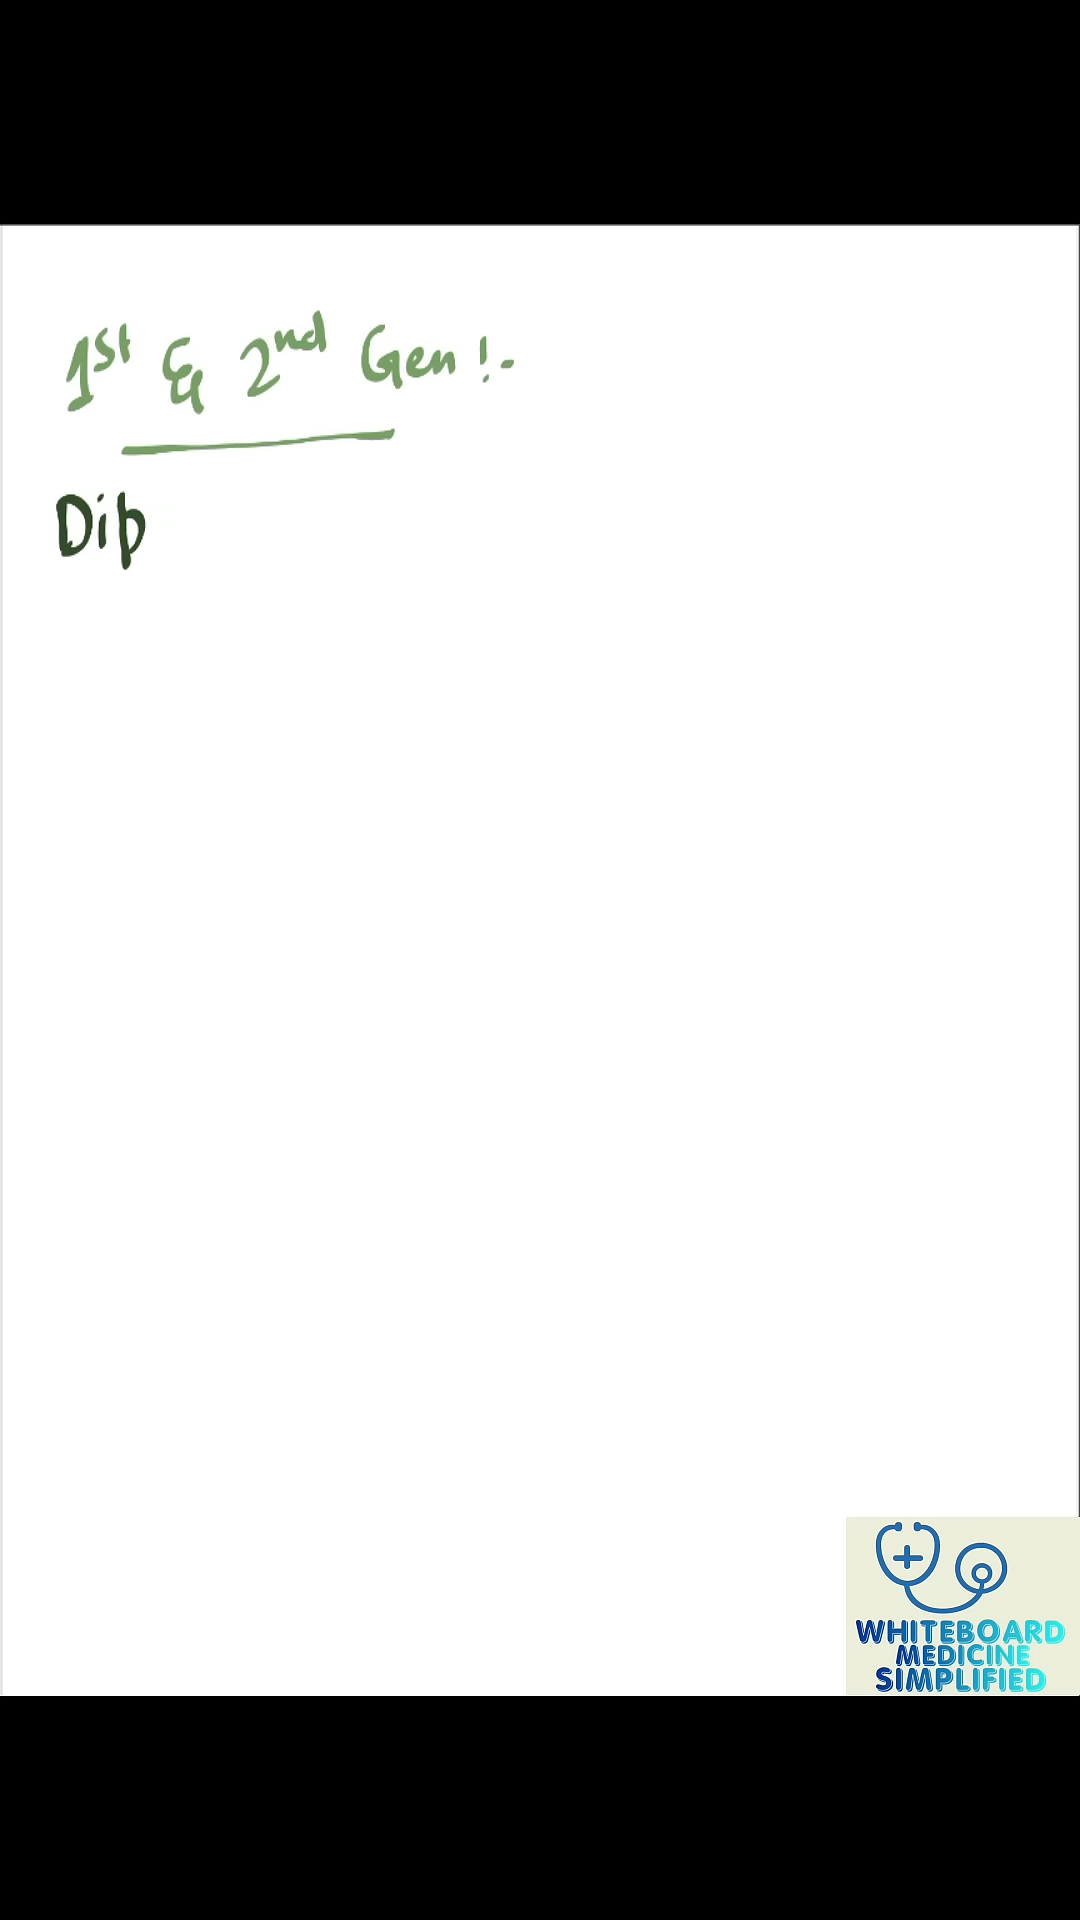 1st & 2nd Gen !-
Dip
WHITEBOARD
MEDICINE
SIMPLIFIED